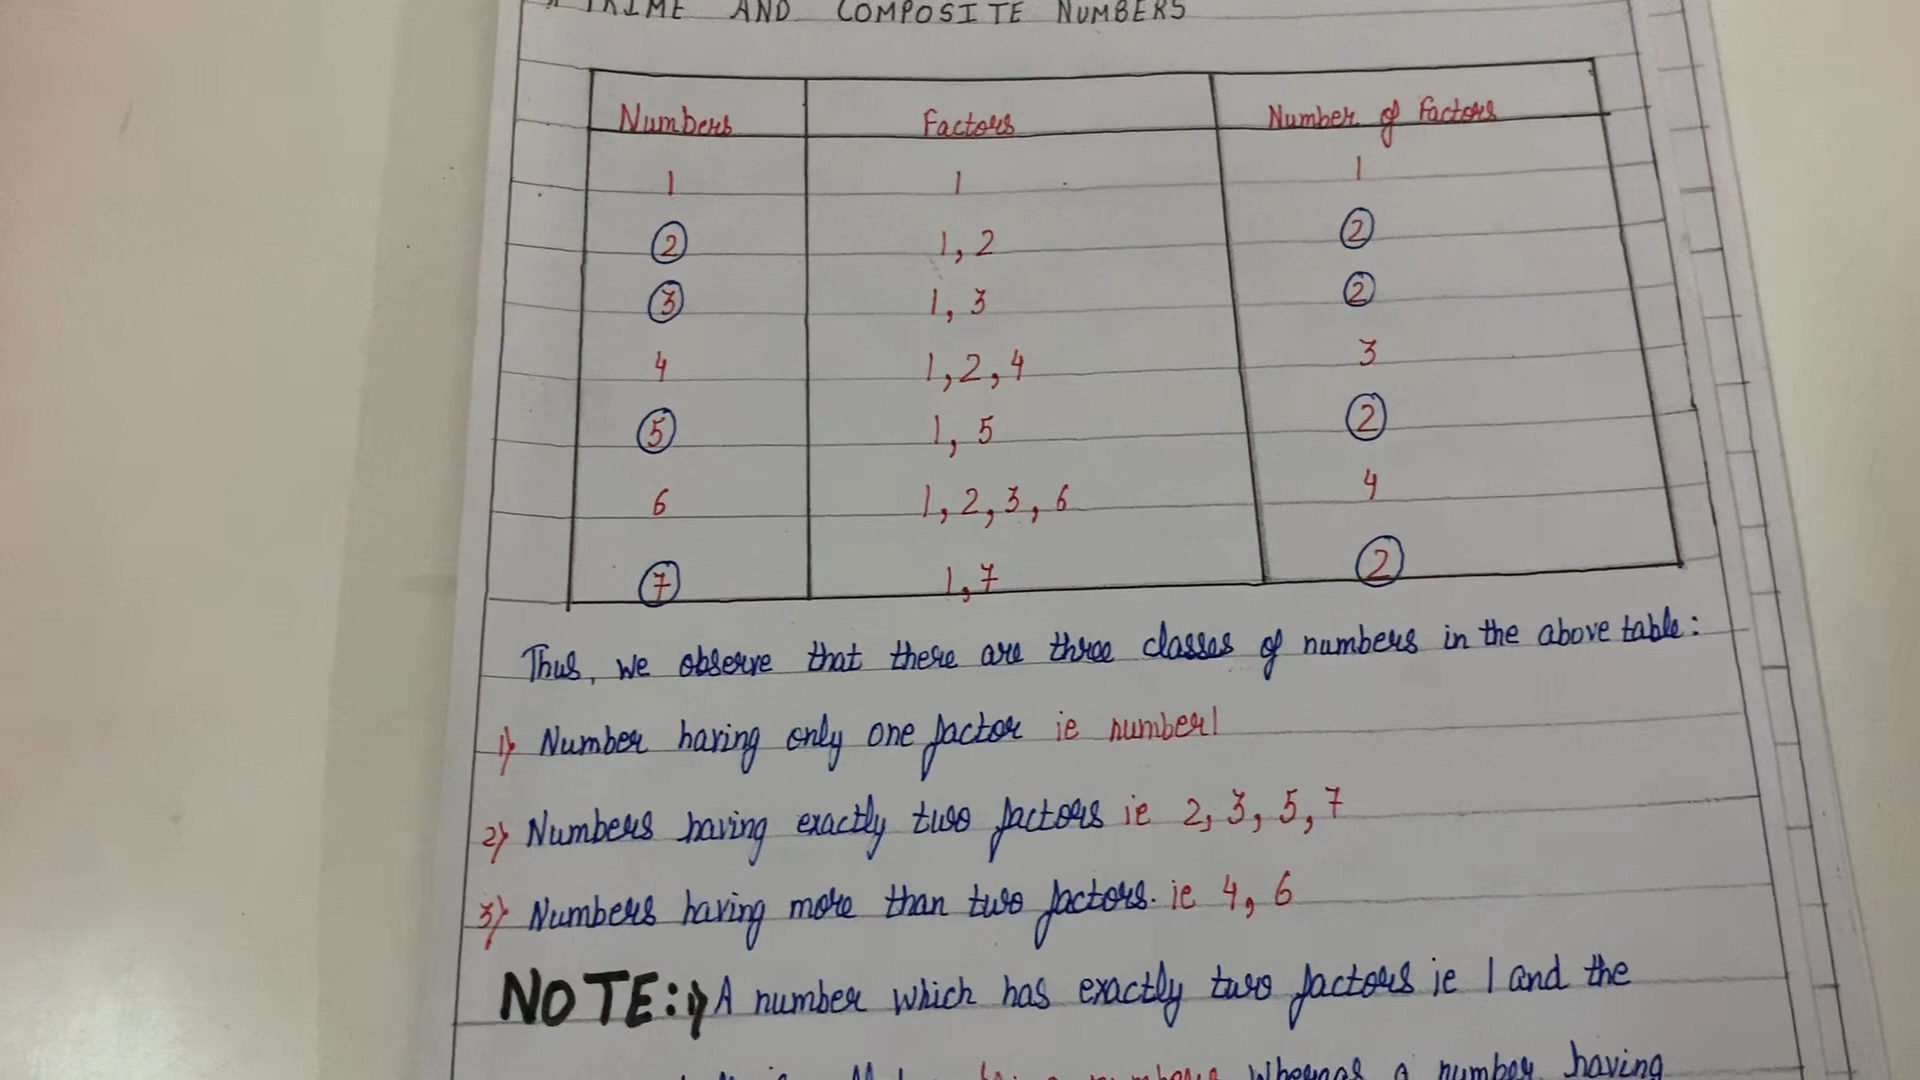 PRIME AND COMPOSITE NUMBERS
Numbers Factors Number of Factors
1 1 1
2 1, 2 2
3 1, 3 2
4 1, 2, 4 3
5 1, 5 2
6 1, 2, 3, 6 4
7 1, 7 2
Thus, we observe that there are three classes of numbers in the above table:
1) Number having only one factor ie number 1
2) Numbers having exactly two factors ie 2, 3, 5, 7
3) Numbers having more than two factors. ie 4, 6
NOTE:1) A number which has exactly two factors ie 1 and the
whereas a number having